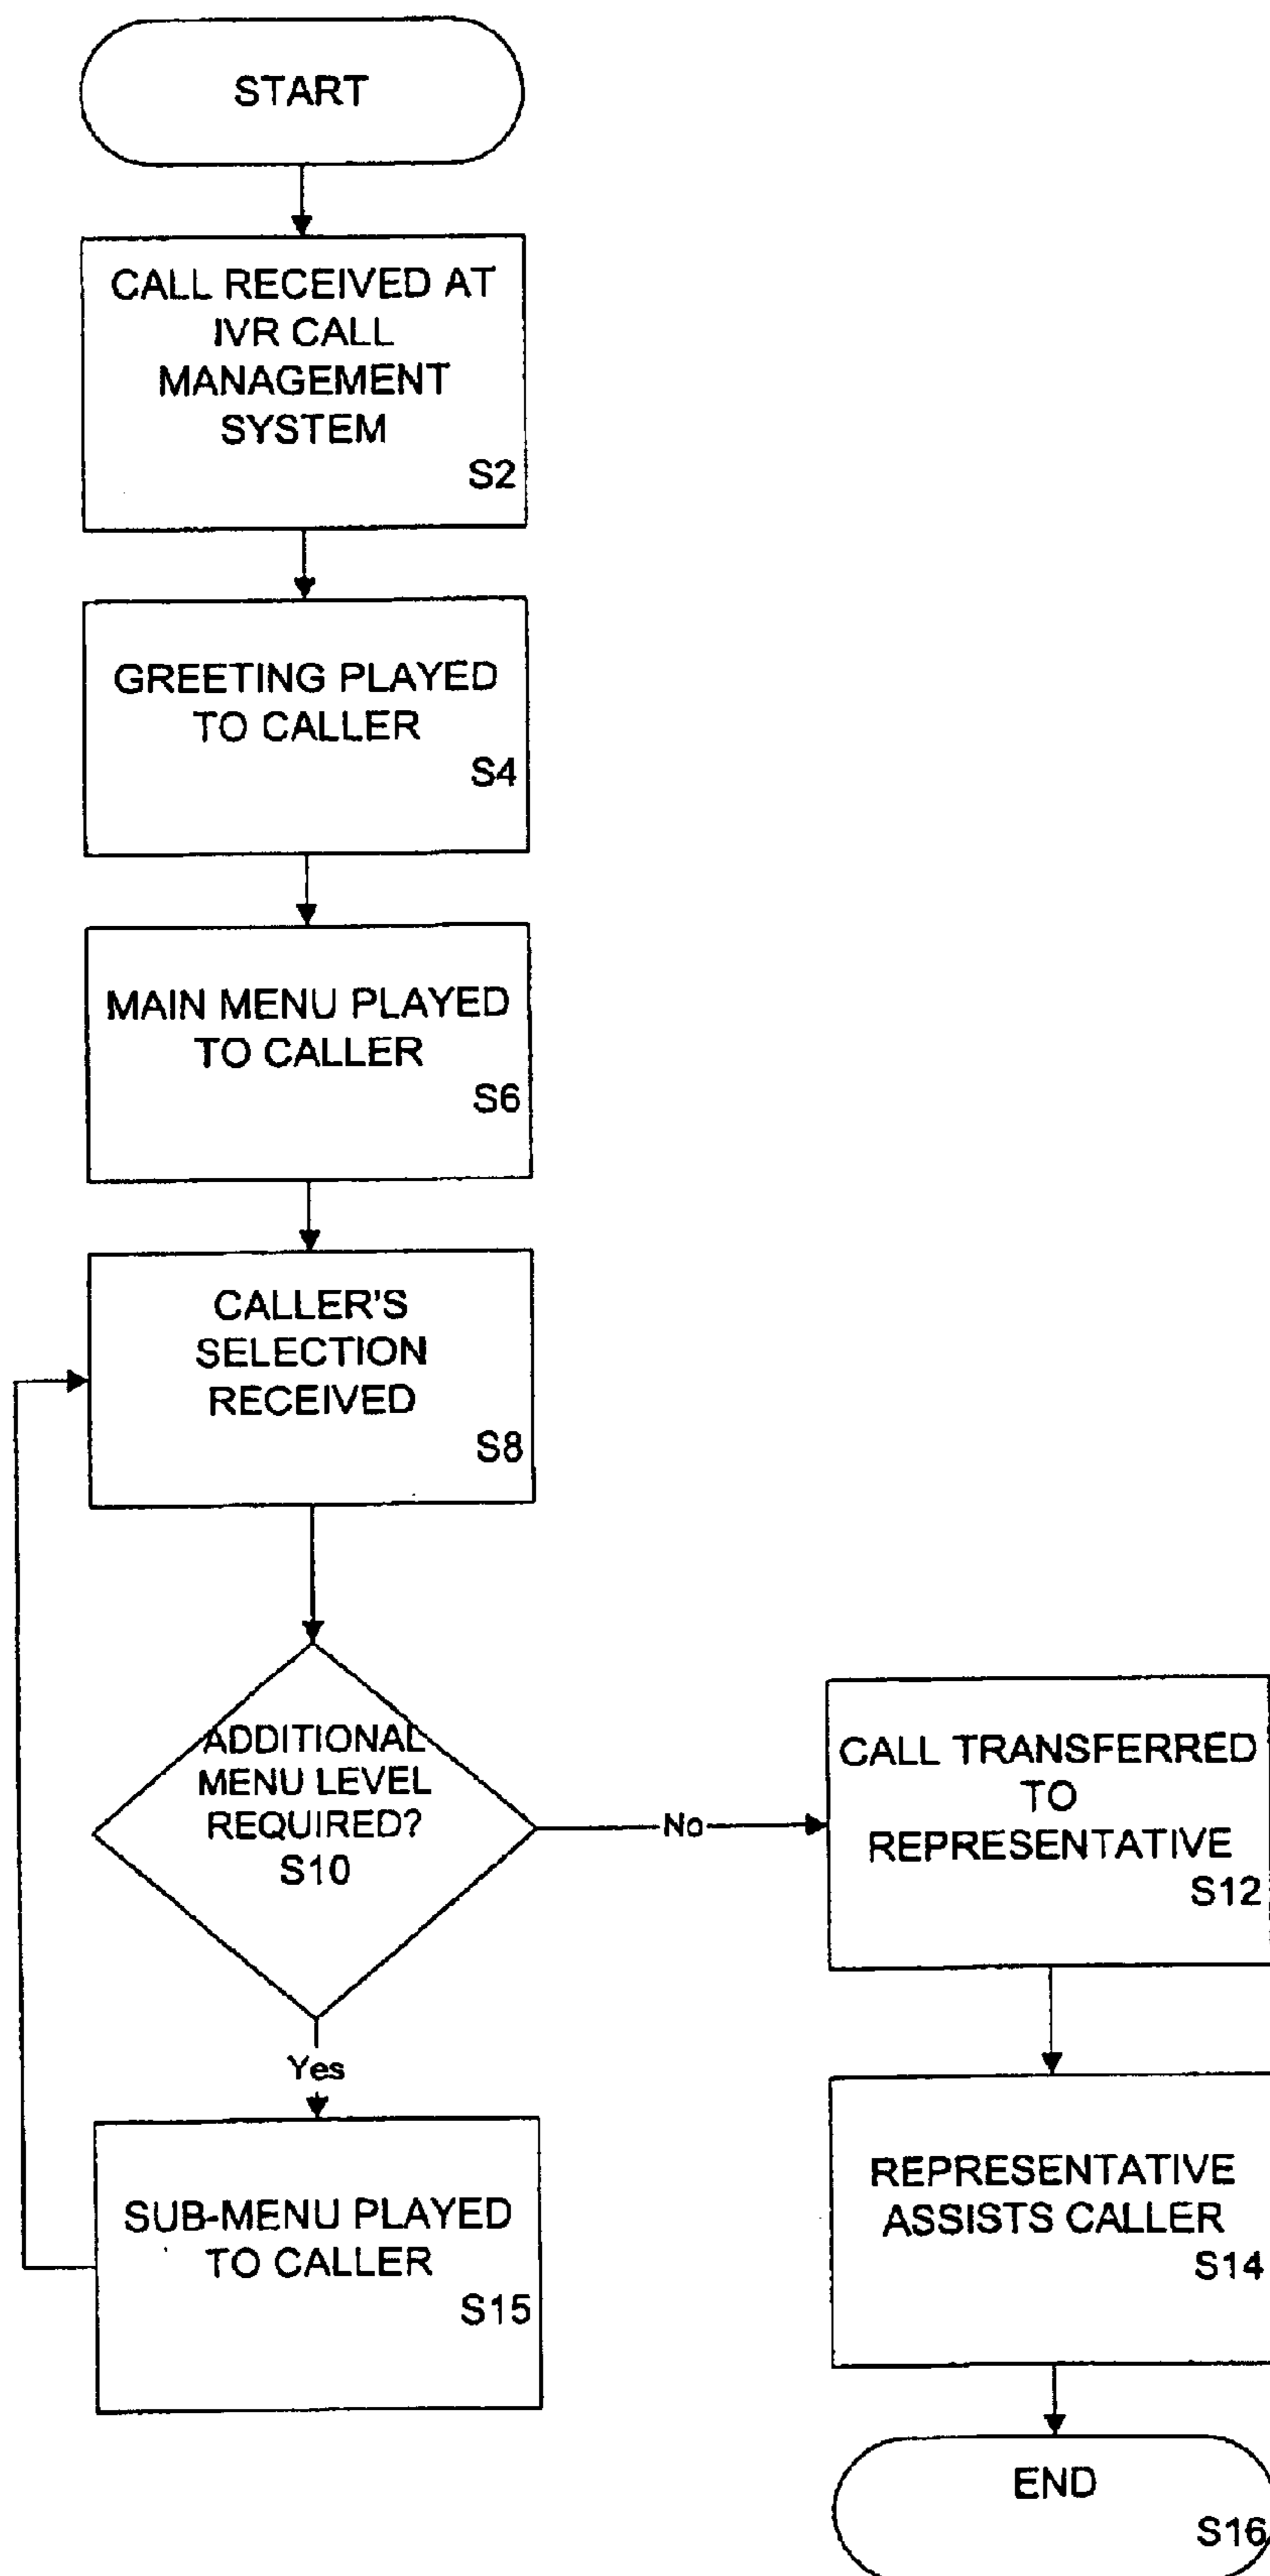 START
CALL RECEIVED AT
IVR CALL
MANAGEMENT
SYSTEM
S2
GREETING PLAYED
TO CALLER
S4
MAIN MENU PLAYED
TO CALLER
S6
CALLER'S
SELECTION
RECEIVED
S8
ADDITIONAL
MENU LEVEL
REQUIRED?
S10
No
CALL TRANSFERRED
TO
REPRESENTATIVE
S12
Yes
SUB-MENU PLAYED
TO CALLER
S15
REPRESENTATIVE
ASSISTS CALLER
S14
END
S16